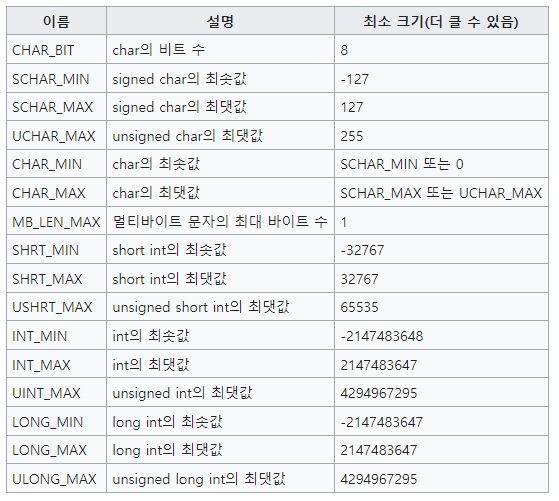 이름 설명 최소 크기(더 클 수 있음)
CHAR_BIT char의 비트 수 8
SCHAR_MIN signed char의 최솟값 -127
SCHAR_MAX signed char의 최댓값 127
UCHAR_MAX unsigned char의 최댓값 255
CHAR_MIN char의 최솟값 SCHAR_MIN 또는 0
CHAR_MAX char의 최댓값 SCHAR_MAX 또는 UCHAR_MAX
MB_LEN_MAX 멀티바이트 문자의 최대 바이트 수 1
SHRT_MIN short int의 최솟값 -32767
SHRT_MAX short int의 최댓값 32767
USHRT_MAX unsigned short int의 최댓값 65535
INT_MIN int의 최솟값 -2147483648
INT_MAX int의 최댓값 2147483647
UINT_MAX unsigned int의 최댓값 4294967295
LONG_MIN long int의 최솟값 -2147483647
LONG_MAX long int의 최댓값 2147483647
ULONG_MAX unsigned long int의 최댓값 4294967295